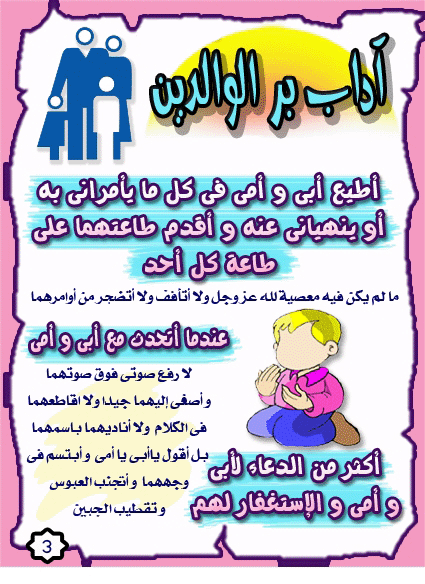 آداب بر الوالدين
أطيع أبى و أمى فى كل ما يأمرانى به
أو ينهيانى عنه و أقدم طاعتهما على
طاعة كل أحد
ما لم يكن فيه معصية لله عز وجل ولا أتأفف ولا أتضجر من أوامرهما
عندما أتحدث مع أبى و أمى
لا رفع صوتى فوق صوتهما
و أصغى إليهما جيدا ولا اقاطعهما
فى الكلام ولا أناديهما باسمهما
بل أقول ياأبى يا أمى و أبتسم فى
وجههما و أتجنب العبوس
و تقطيب الجبين
أكثر من الدعاء لأبى
و أمى و الإستغفار لهم
3